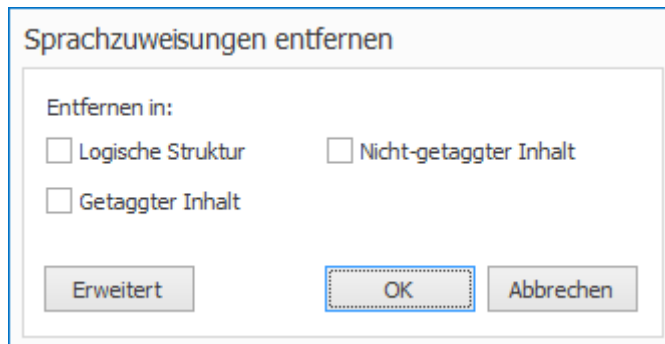 Sprachzuweisungen entfernen
Entfernen in:
Logische Struktur Nicht-getaggter Inhalt
Getaggter Inhalt
Erweitert OK Abbrechen